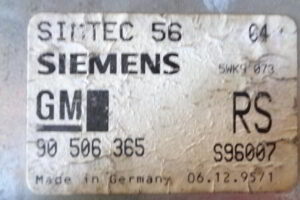 SIMTEC 56 04
SIEMENS 5WK9 073
GM RS
90 506 365 S96007
Made in Germany 06.12.95/1